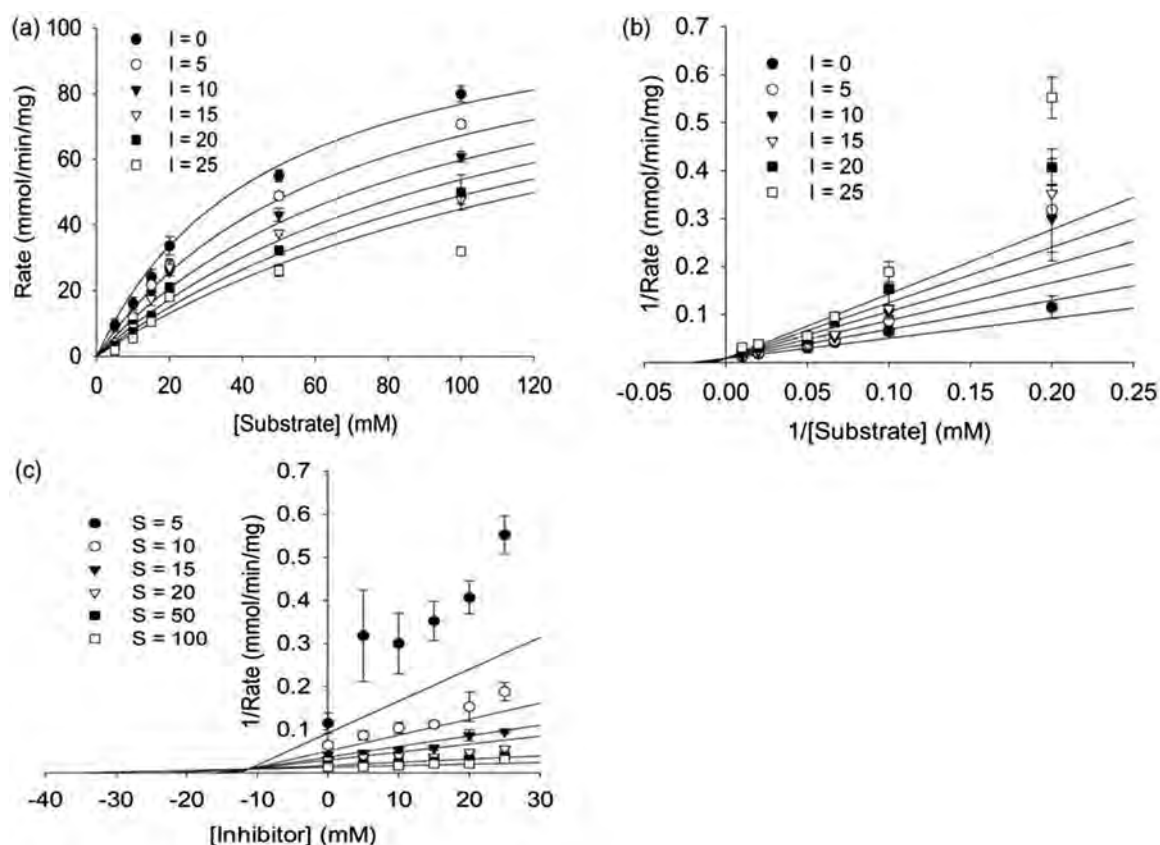 (a)
100
80
60
40
20
0
Rate (mmol/min/mg)
I = 0
I = 5
I = 10
I = 15
I = 20
I = 25
0 20 40 60 80 100 120
[Substrate] (mM)
(b)
0.7
0.6
0.5
0.4
0.3
0.2
0.1
1/Rate (mmol/min/mg)
I = 0
I = 5
I = 10
I = 15
I = 20
I = 25
-0.05 0.00 0.05 0.10 0.15 0.20 0.25
1/[Substrate] (mM)
(c)
S = 5
S = 10
S = 15
S = 20
S = 50
S = 100
0.7
0.6
0.5
0.4
0.3
0.2
0.1
1/Rate (mmol/min/mg)
-40 -30 -20 -10 0 10 20 30
[Inhibitor] (mM)